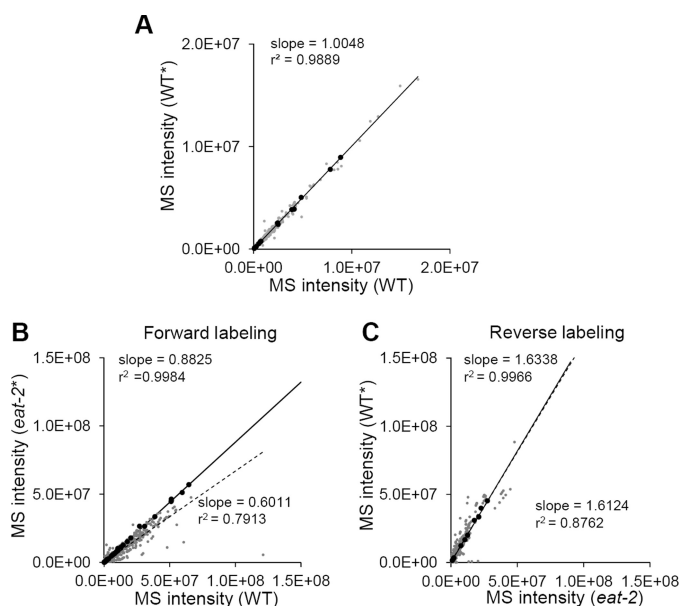 A
slope = 1.0048
r² = 0.9889
2.0E+07
1.0E+07
0.0E+00
MS intensity (WT*)
0.0E+00 1.0E+07 2.0E+07
MS intensity (WT)
B
Forward labeling
slope = 0.8825
r² =0.9984
1.5E+08
1.0E+08
5.0E+07
0.0E+00
MS intensity (eat-2*)
slope = 0.6011
r² = 0.7913
0.0E+00 5.0E+07 1.0E+08 1.5E+08
MS intensity (WT)
C
Reverse labeling
slope = 1.6338
r² = 0.9966
1.5E+08
1.0E+08
5.0E+07
0.0E+00
MS intensity (WT*)
slope = 1.6124
r² = 0.8762
0.0E+00 5.0E+07 1.0E+08 1.5E+08
MS intensity (eat-2)